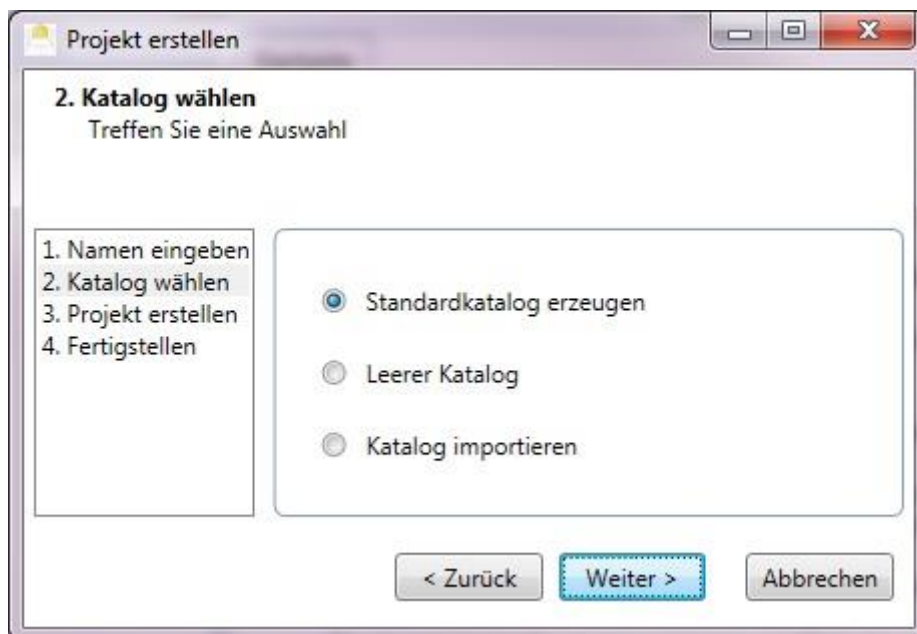 Projekt erstellen
2. Katalog wählen
Treffen Sie eine Auswahl
1. Namen eingeben
2. Katalog wählen
3. Projekt erstellen
4. Fertigstellen
Standardkatalog erzeugen
Leerer Katalog
Katalog importieren
< Zurück
Weiter >
Abbrechen